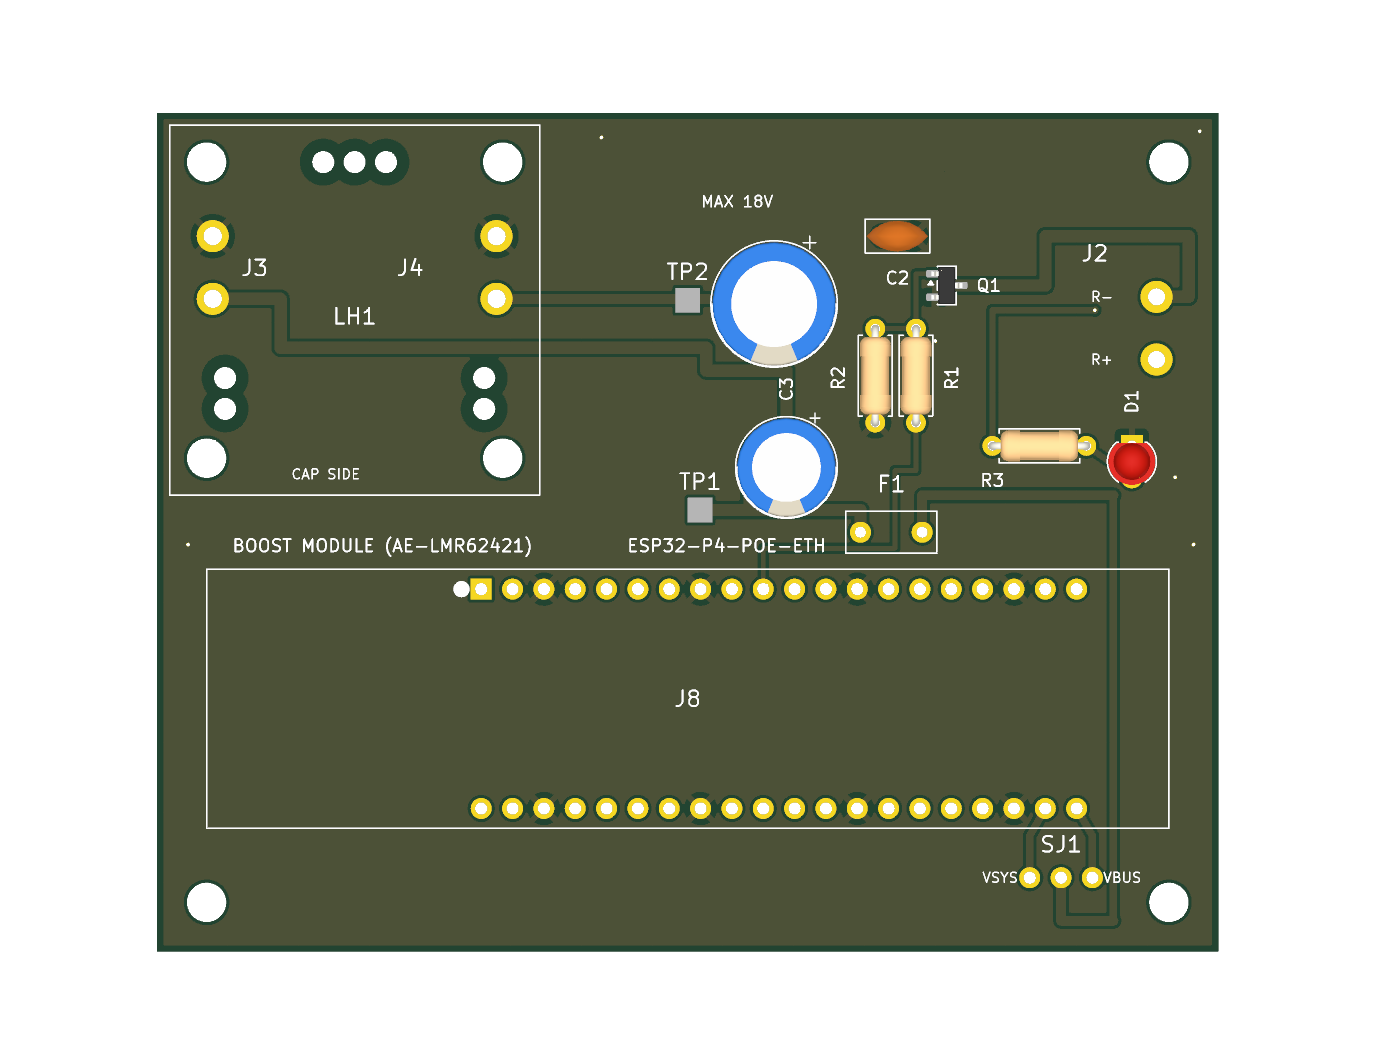 MAX 18V
J2
J3
J4
TP2
C2
Q1
R-
LH1
R+
R2
C3
R1
D1
CAP SIDE
TP1
F1
R3
BOOST MODULE (AE-LMR62421)
ESP32-P4-POE-ETH
J8
SJ1
VSYS
VBUS